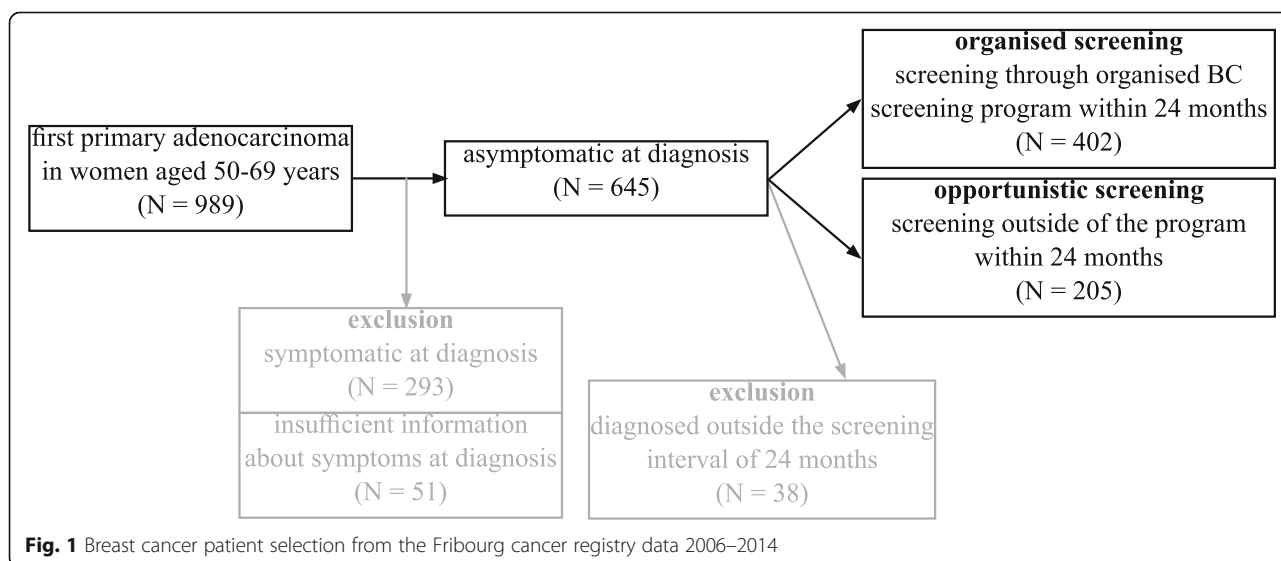 first primary adenocarcinoma
in women aged 50-69 years
(N = 989)
asymptomatic at diagnosis
(N = 645)
organised screening
screening through organised BC
screening program within 24 months
(N = 402)
opportunistic screening
screening outside of the program
within 24 months
(N = 205)
exclusion
symptomatic at diagnosis
(N = 293)
insufficient information
about symptoms at diagnosis
(N = 51)
exclusion
diagnosed outside the screening
interval of 24 months
(N = 38)
Fig. 1 Breast cancer patient selection from the Fribourg cancer registry data 2006–2014